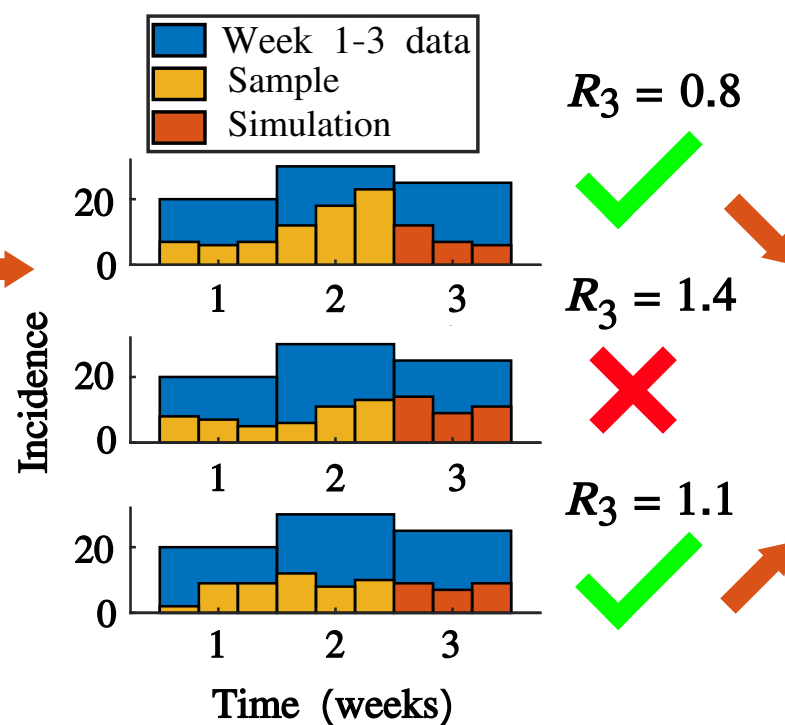 Week 1-3 data
Sample
Simulation
R3 = 0.8
20
0
1 2 3
R3 = 1.4
20
0
1 2 3
R3 = 1.1
20
0
1 2 3
Incidence
Time (weeks)